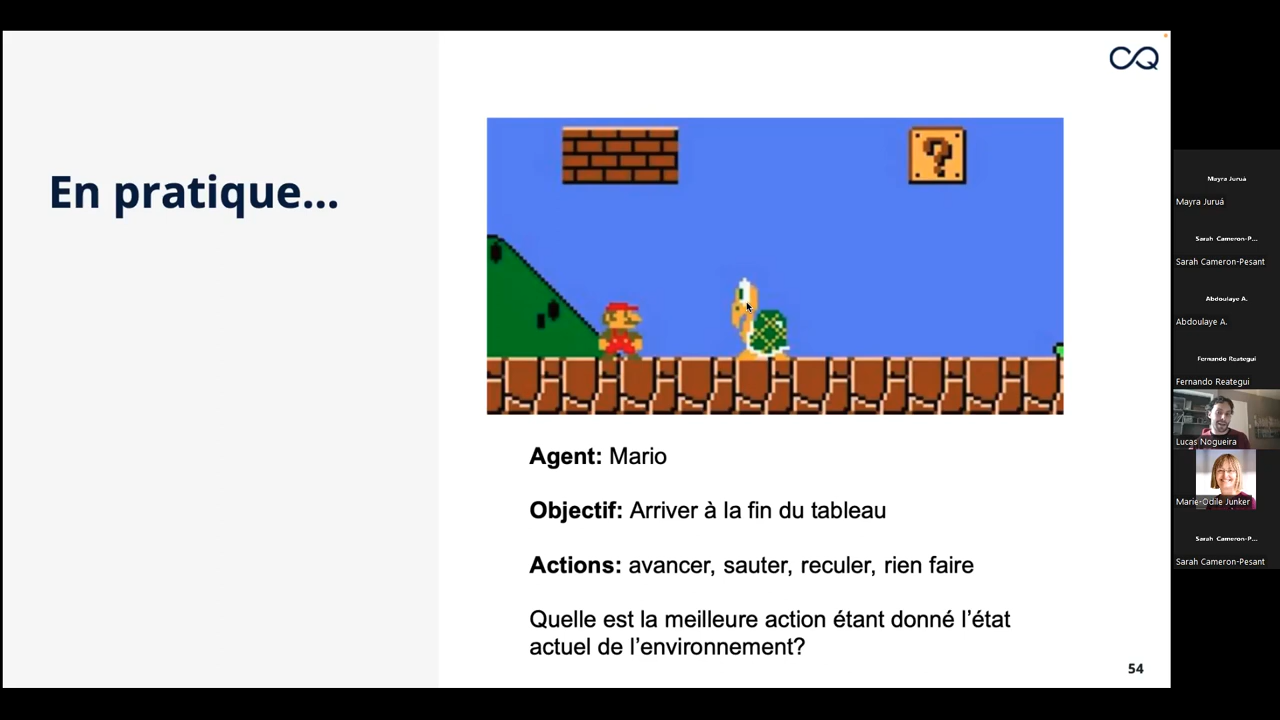 En pratique...
CQ
?
Agent: Mario
Objectif: Arriver à la fin du tableau
Actions: avancer, sauter, reculer, rien faire
Quelle est la meilleure action étant donné l’état
actuel de l’environnement?
54
Mayra Juruá
Mayra Juruá
Sarah Cameron-P...
Sarah Cameron-Pesant
Abdoulaye A.
Abdoulaye A.
Fernando Reategui
Fernando Reategui
Lucas Nogueira
Marie-Odile Junker
Sarah Cameron-P...
Sarah Cameron-Pesant